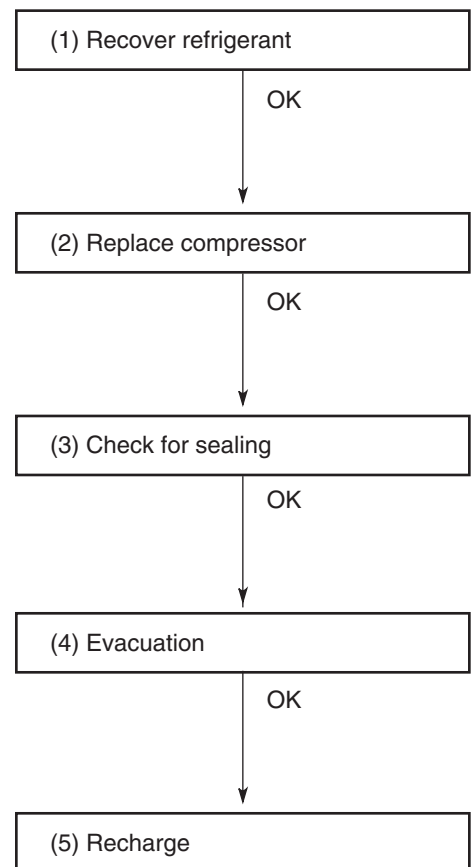 (1) Recover refrigerant
OK
(2) Replace compressor
OK
(3) Check for sealing
OK
(4) Evacuation
OK
(5) Recharge